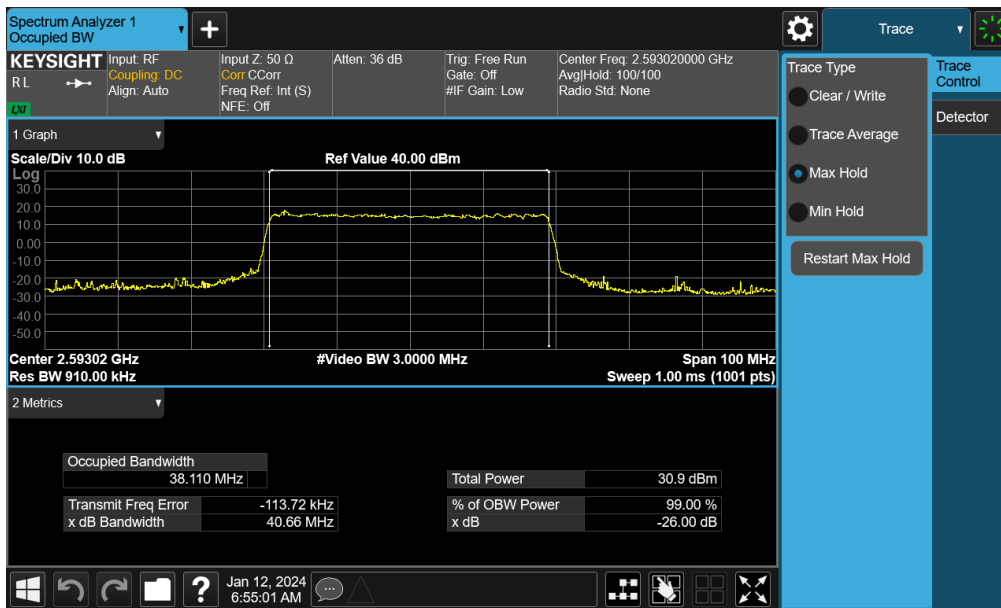 Spectrum Analyzer 1
Occupied BW
KEYSIGHT
R L
LXI
Input: RF
Coupling: DC
Align: Auto
Input Z: 50 Ω
Corr CCorr
Freq Ref: Int (S)
NFE: Off
Atten: 36 dB
Trig: Free Run
Gate: Off
#IF Gain: Low
Center Freq: 2.593020000 GHz
Avg|Hold: 100/100
Radio Std: None
1 Graph
Scale/Div 10.0 dB
Ref Value 40.00 dBm
Log
30.0
20.0
10.0
0.00
-10.0
-20.0
-30.0
-40.0
-50.0
Center 2.59302 GHz
#Video BW 3.0000 MHz
Span 100 MHz
Res BW 910.00 kHz
Sweep 1.00 ms (1001 pts)
2 Metrics
Occupied Bandwidth
38.110 MHz
Total Power 30.9 dBm
Transmit Freq Error -113.72 kHz
% of OBW Power 99.00 %
x dB Bandwidth 40.66 MHz
x dB -26.00 dB
Jan 12, 2024
6:55:01 AM
Trace
Trace Type
Clear / Write
Trace Average
Max Hold
Min Hold
Restart Max Hold
Trace
Control
Detector